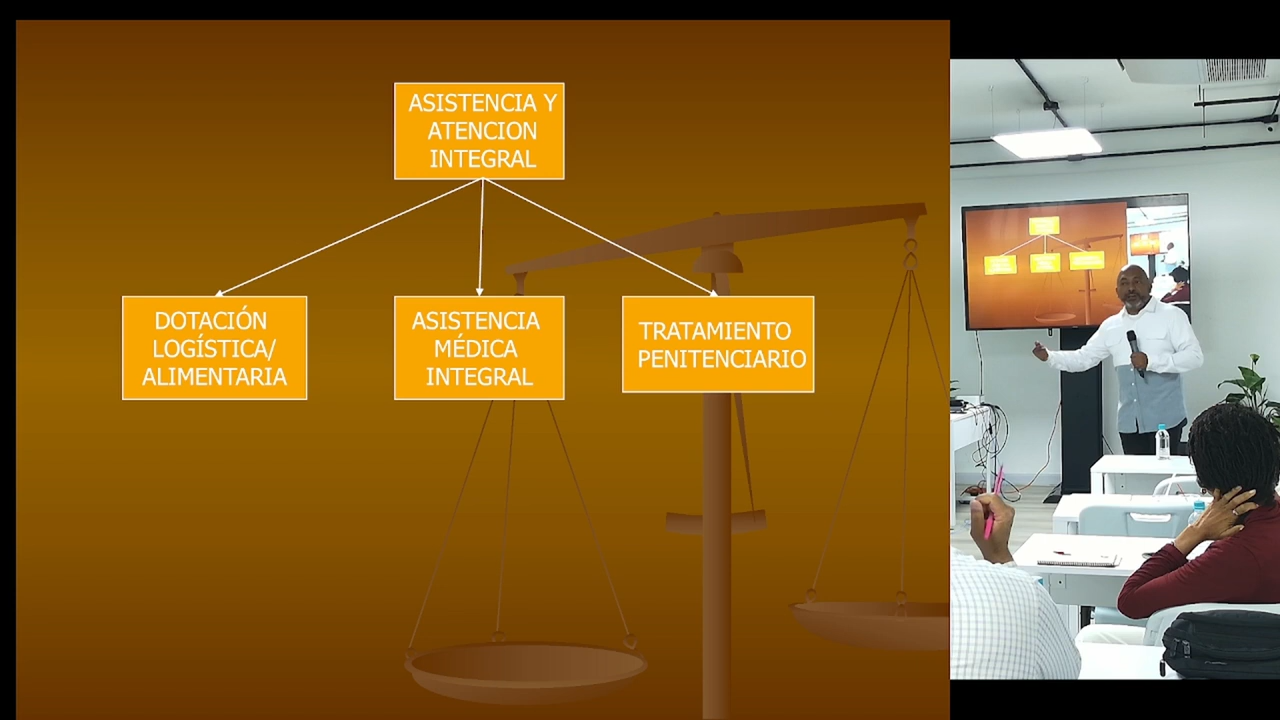 ASISTENCIA Y
ATENCION
INTEGRAL
DOTACIÓN
LOGÍSTICA/
ALIMENTARIA
ASISTENCIA
MÉDICA
INTEGRAL
TRATAMIENTO
PENITENCIARIO